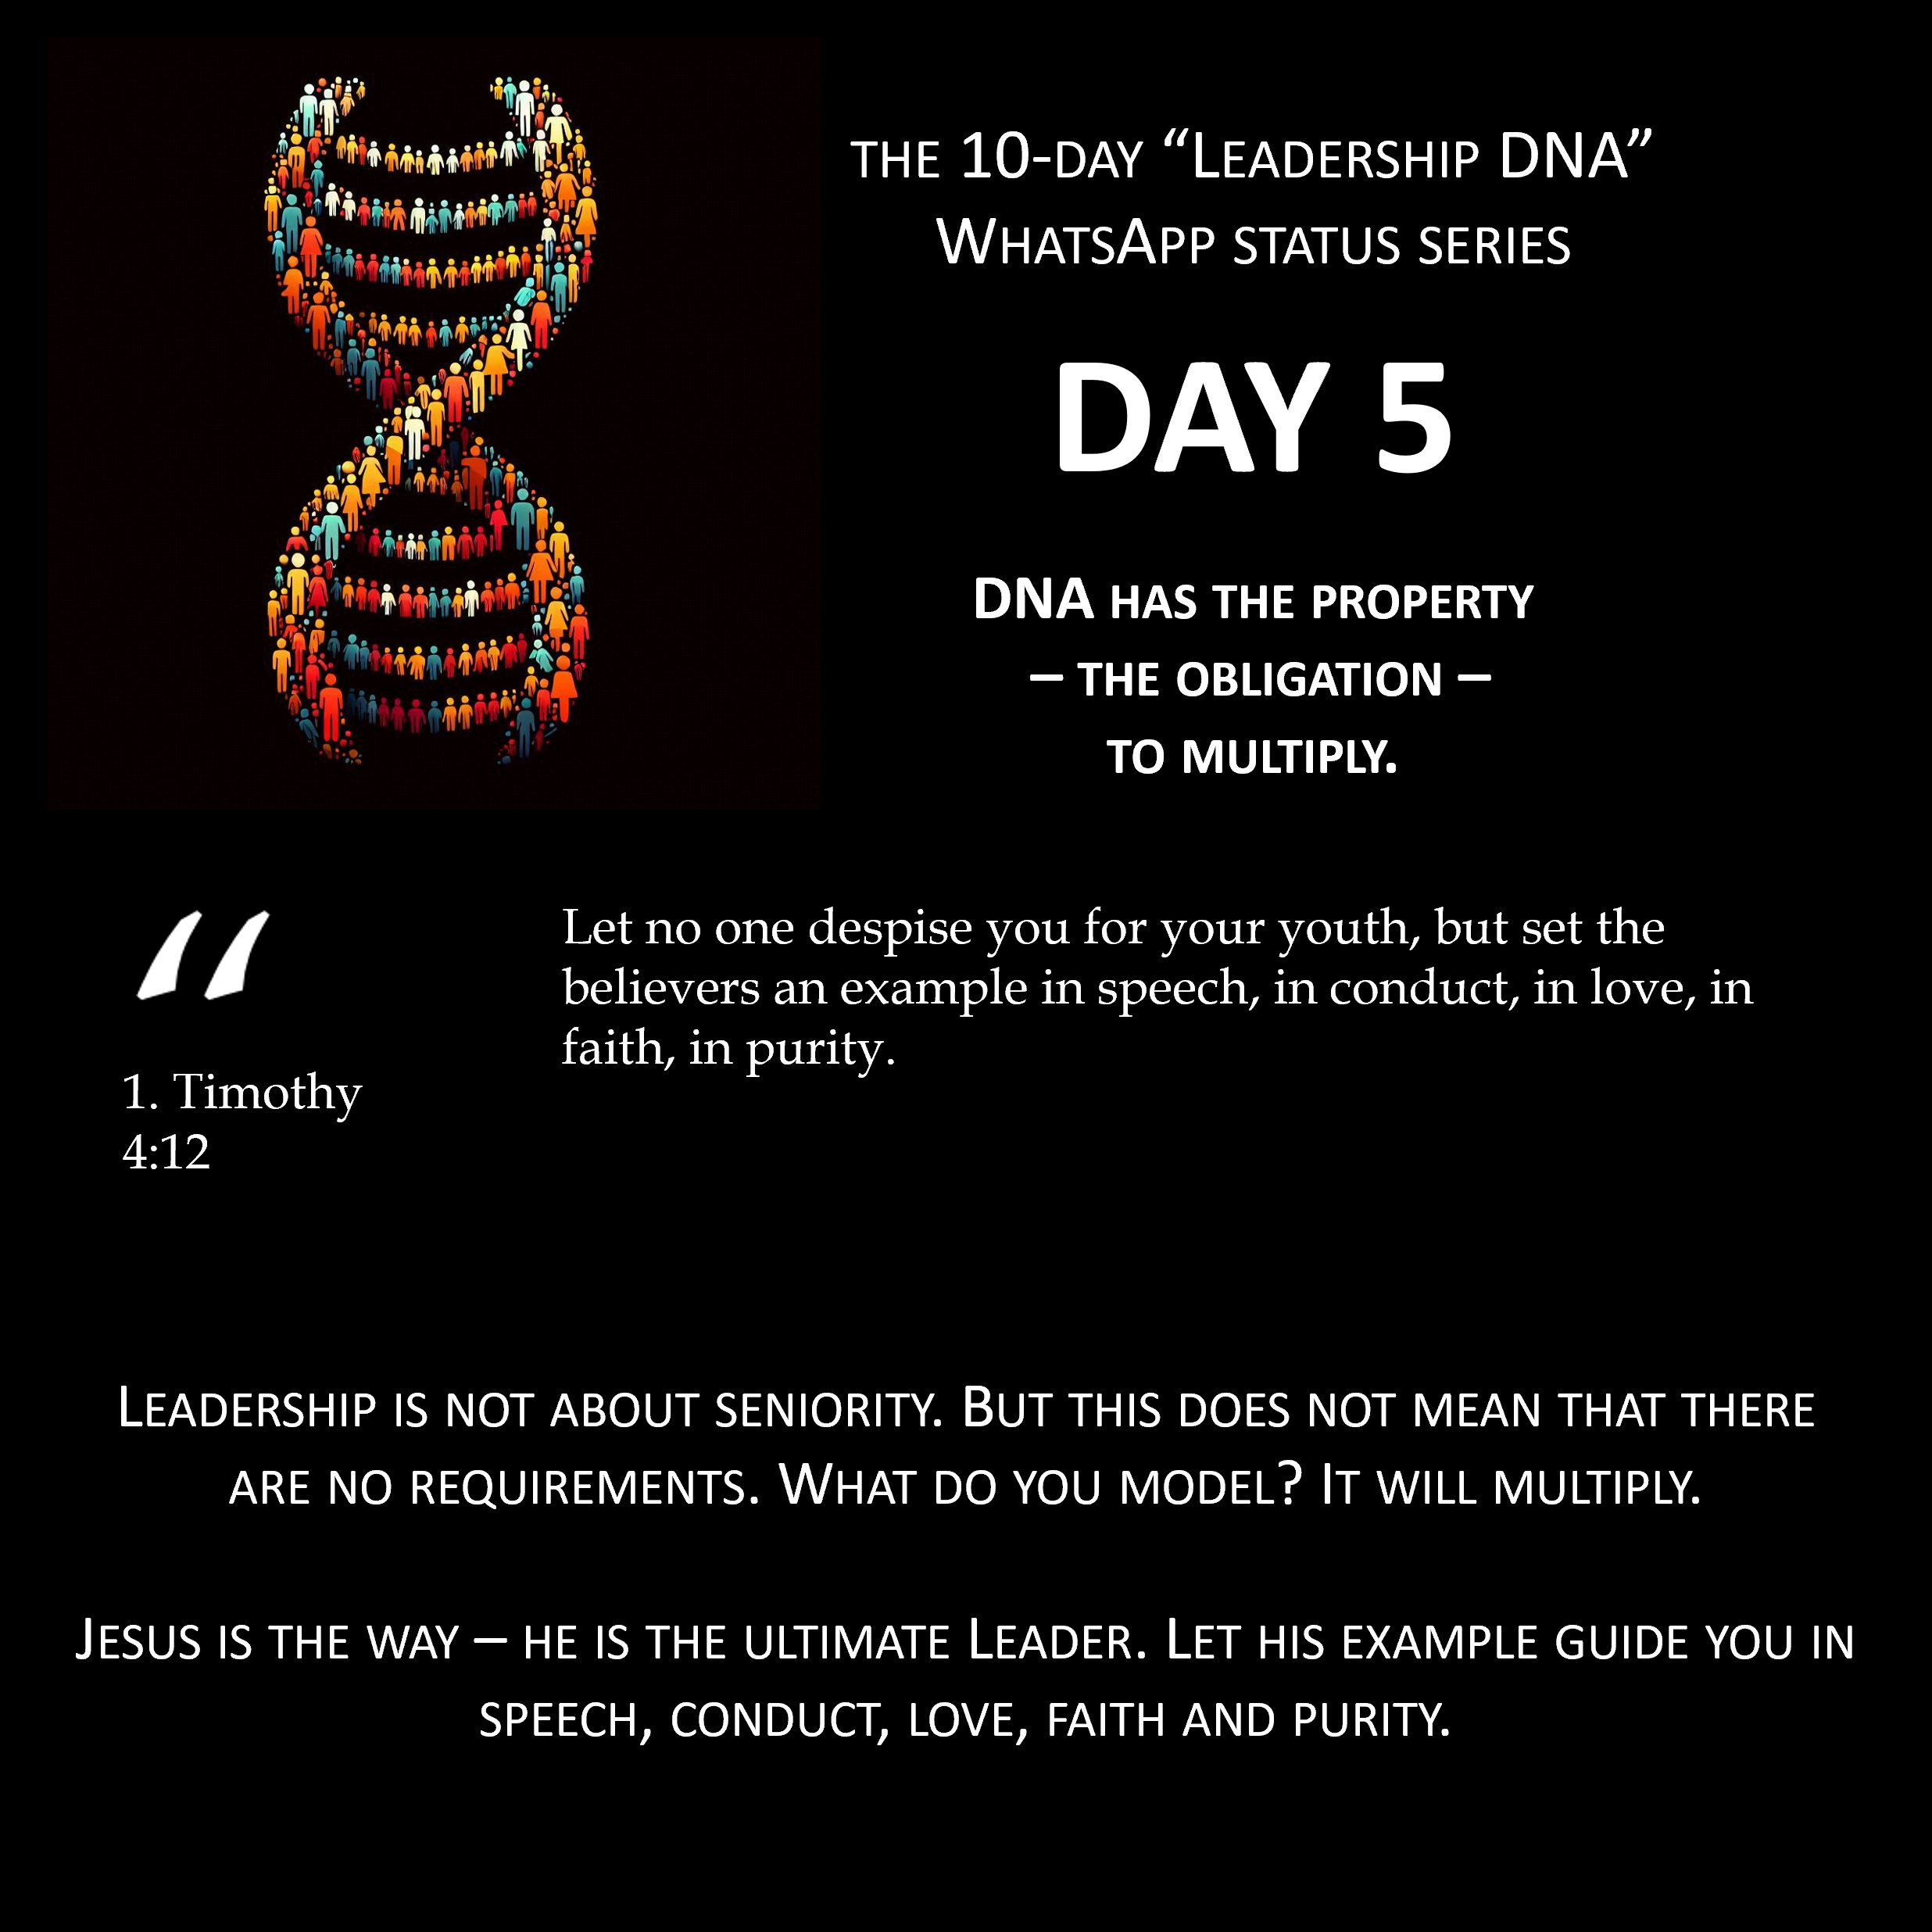 THE 10-DAY “LEADERSHIP DNA”
WHATSAPP STATUS SERIES
DAY 5
DNA HAS THE PROPERTY
– THE OBLIGATION –
TO MULTIPLY.
“
1. Timothy
4:12
Let no one despise you for your youth, but set the
believers an example in speech, in conduct, in love, in
faith, in purity.
LEADERSHIP IS NOT ABOUT SENIORITY. BUT THIS DOES NOT MEAN THAT THERE
ARE NO REQUIREMENTS. WHAT DO YOU MODEL? IT WILL MULTIPLY.
JESUS IS THE WAY – HE IS THE ULTIMATE LEADER. LET HIS EXAMPLE GUIDE YOU IN
SPEECH, CONDUCT, LOVE, FAITH AND PURITY.